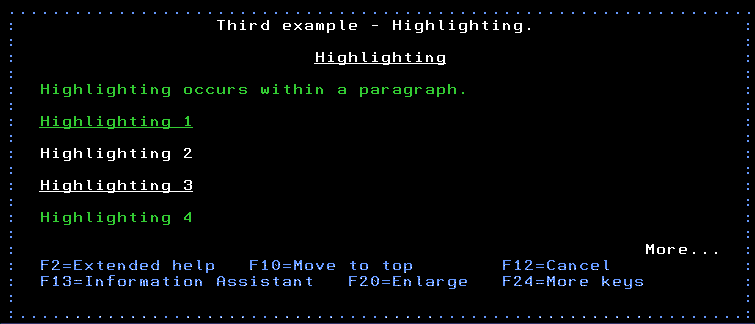 Third example - Highlighting.
Highlighting
Highlighting occurs within a paragraph.
Highlighting 1
Highlighting 2
Highlighting 3
Highlighting 4
More...
F2=Extended help   F10=Move to top        F12=Cancel
F13=Information Assistant   F20=Enlarge   F24=More keys